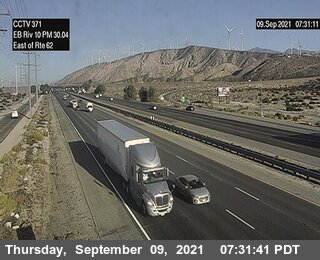 CCTV 371
EB Riv 10 PM 30.04
East of Rte 62
09.Sep 2021 07:31:11
Thursday, September 09, 2021 07:31:41 PDT